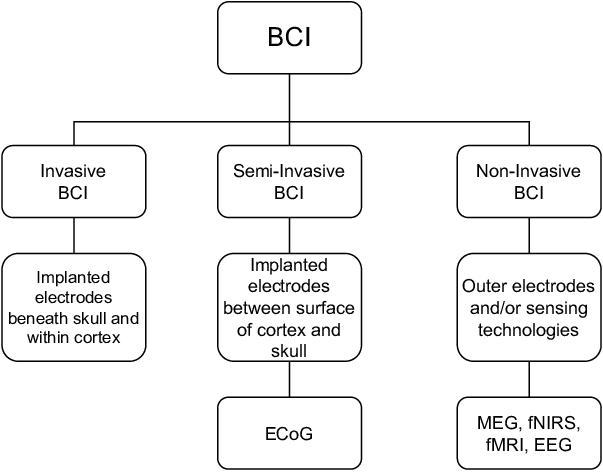 BCI
Invasive
BCI
Semi-Invasive
BCI
Non-Invasive
BCI
Implanted
electrodes
beneath skull and
within cortex
Implanted
electrodes
between surface
of cortex and
skull
Outer electrodes
and/or sensing
technologies
ECoG
MEG, fNIRS,
fMRI, EEG